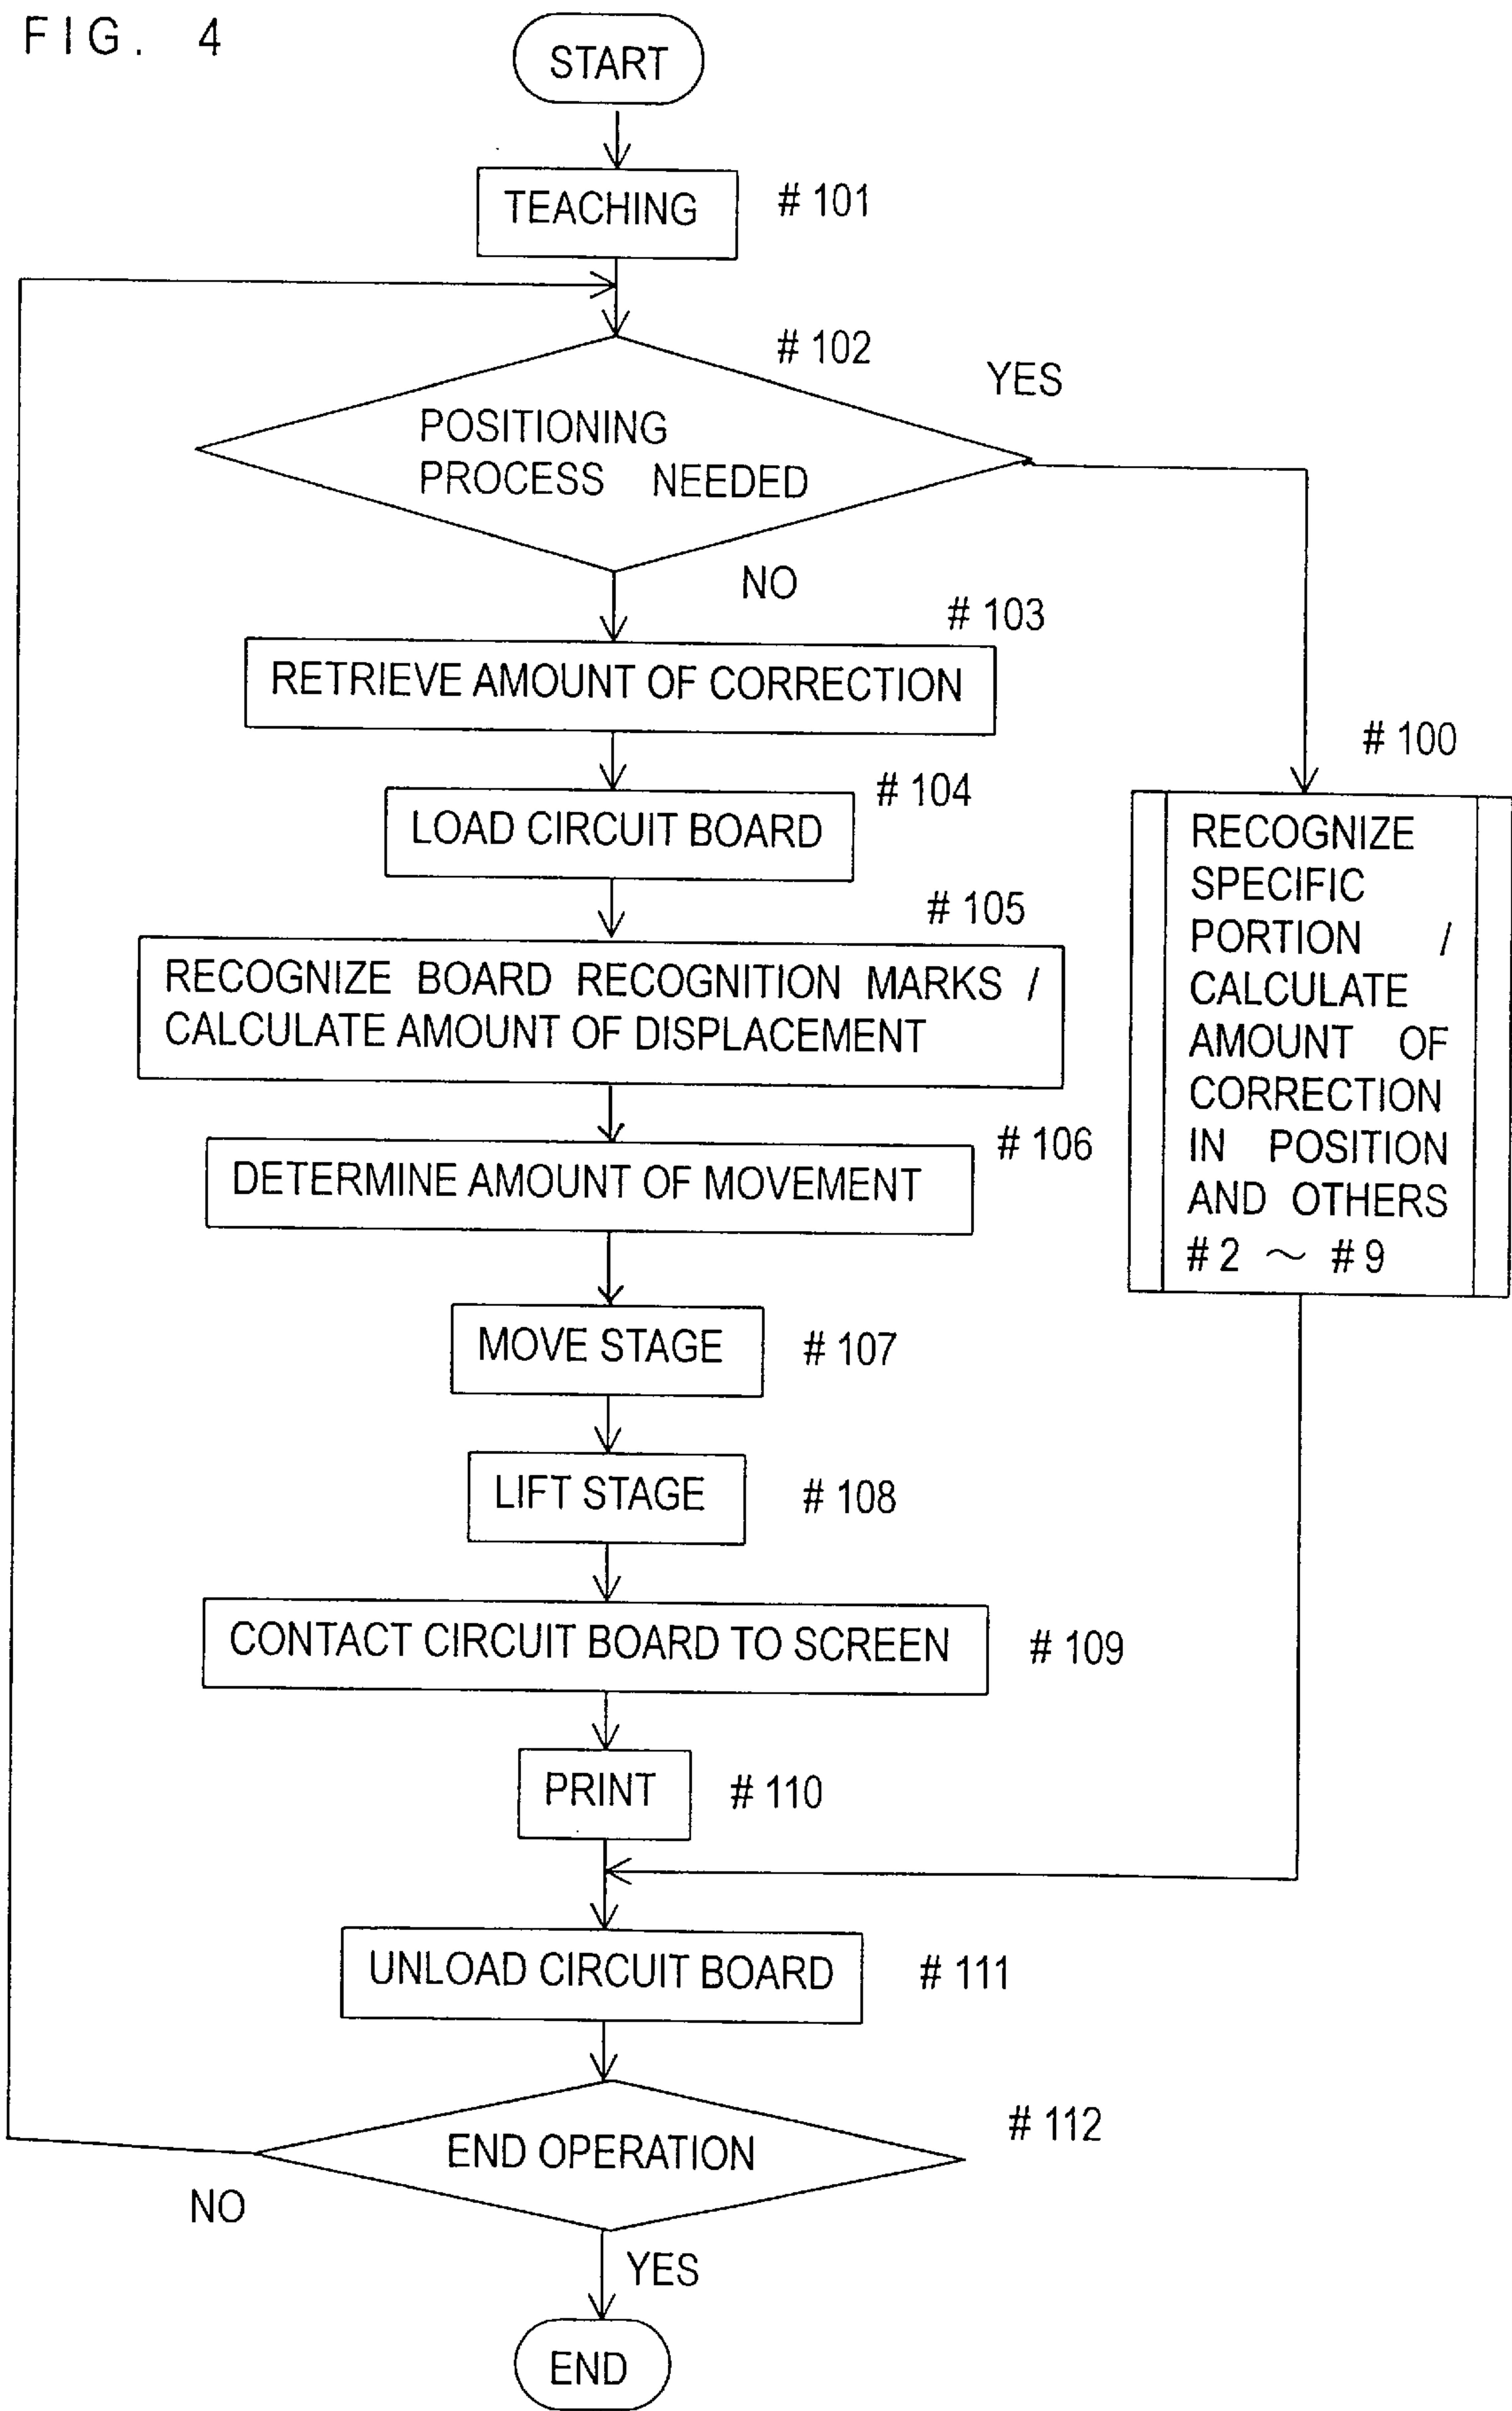 FIG. 4
START
TEACHING
# 101
# 102
YES
POSITIONING
PROCESS NEEDED
NO
# 103
RETRIEVE AMOUNT OF CORRECTION
# 104
LOAD CIRCUIT BOARD
# 105
RECOGNIZE BOARD RECOGNITION MARKS /
CALCULATE AMOUNT OF DISPLACEMENT
# 106
DETERMINE AMOUNT OF MOVEMENT
# 100
RECOGNIZE
SPECIFIC
PORTION /
CALCULATE
AMOUNT OF
CORRECTION
IN POSITION
AND OTHERS
#2 ~ #9
MOVE STAGE
# 107
LIFT STAGE
# 108
CONTACT CIRCUIT BOARD TO SCREEN
# 109
PRINT
# 110
UNLOAD CIRCUIT BOARD
# 111
# 112
END OPERATION
NO
YES
END